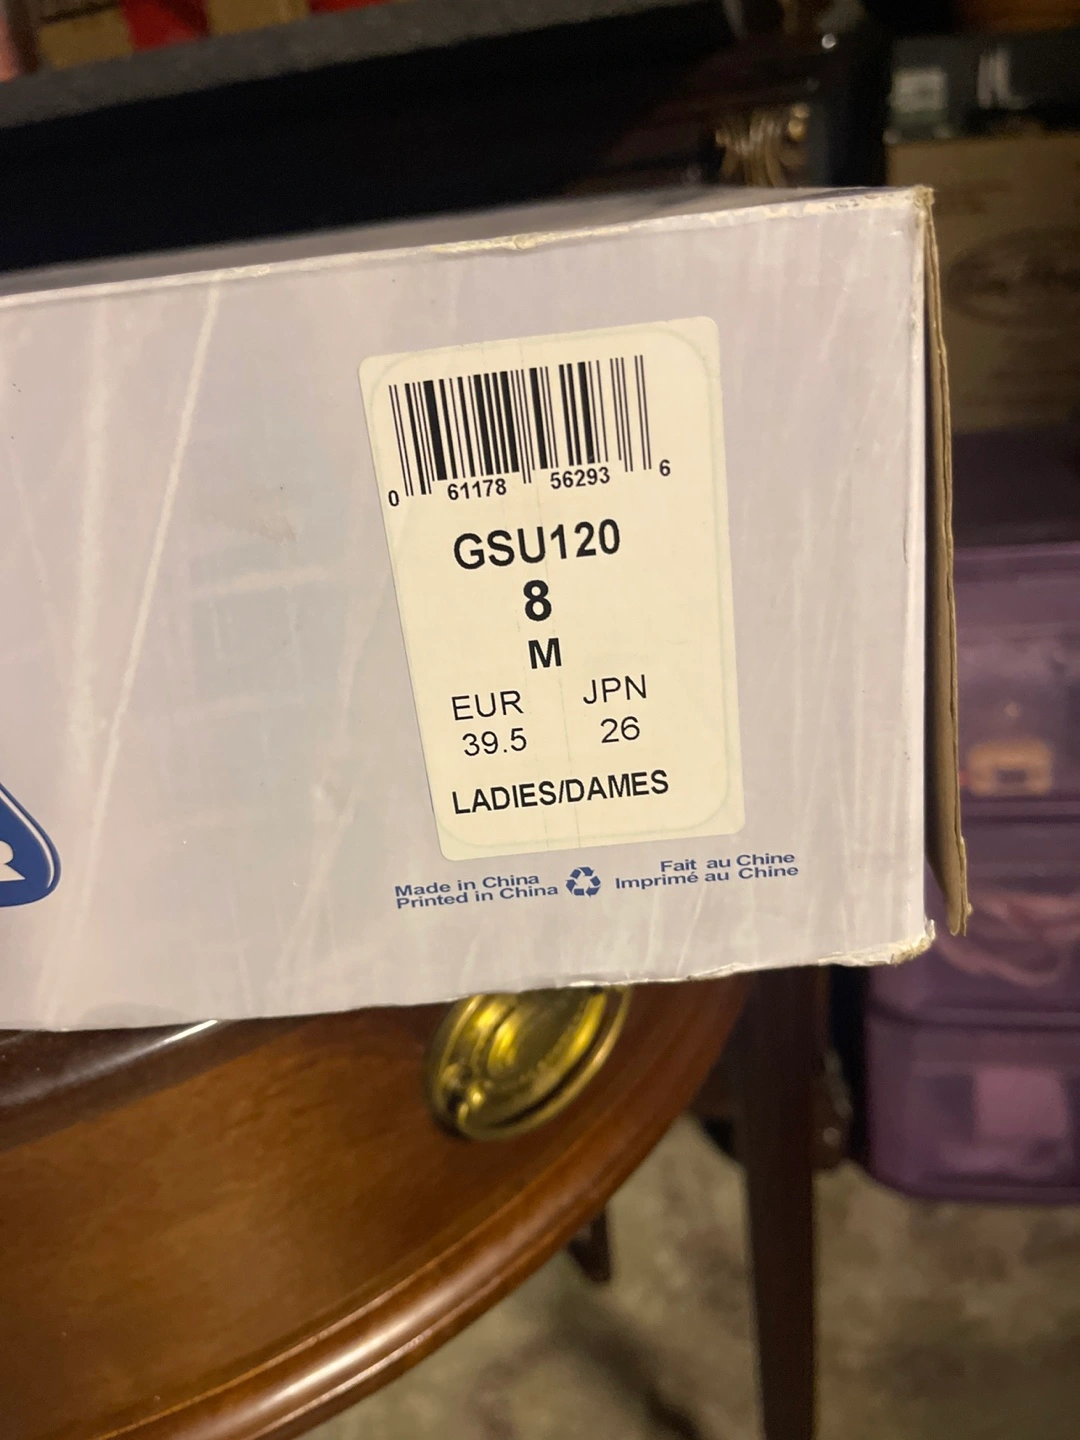 0 61178 56293 6
GSU120
8
M
EUR JPN
39.5 26
LADIES/DAMES
Made in China Fait au Chine
Printed in China Imprimé au Chine
R